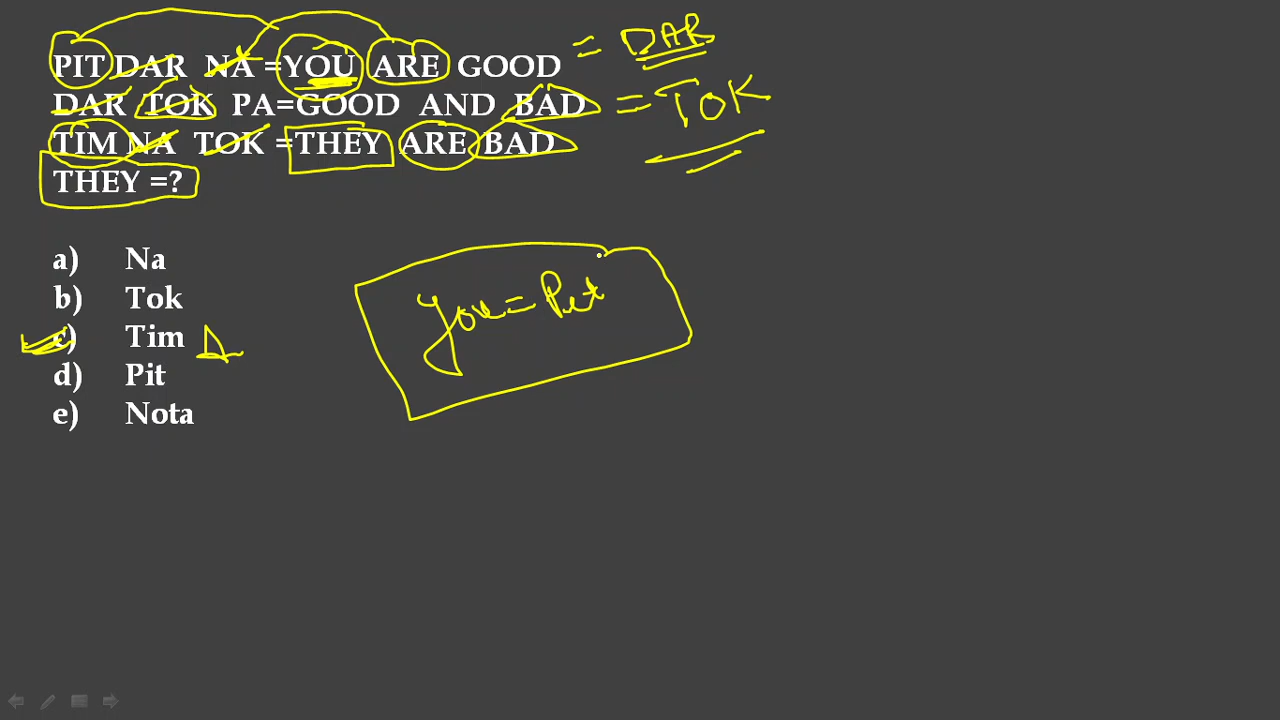 PIT DAR NA =YOU ARE GOOD = DAR
DAR TOK PA=GOOD AND BAD = TOK
TIM NA TOK =THEY ARE BAD
THEY =?
a) Na
b) Tok
c) Tim
d) Pit
e) Nota
You = Pit